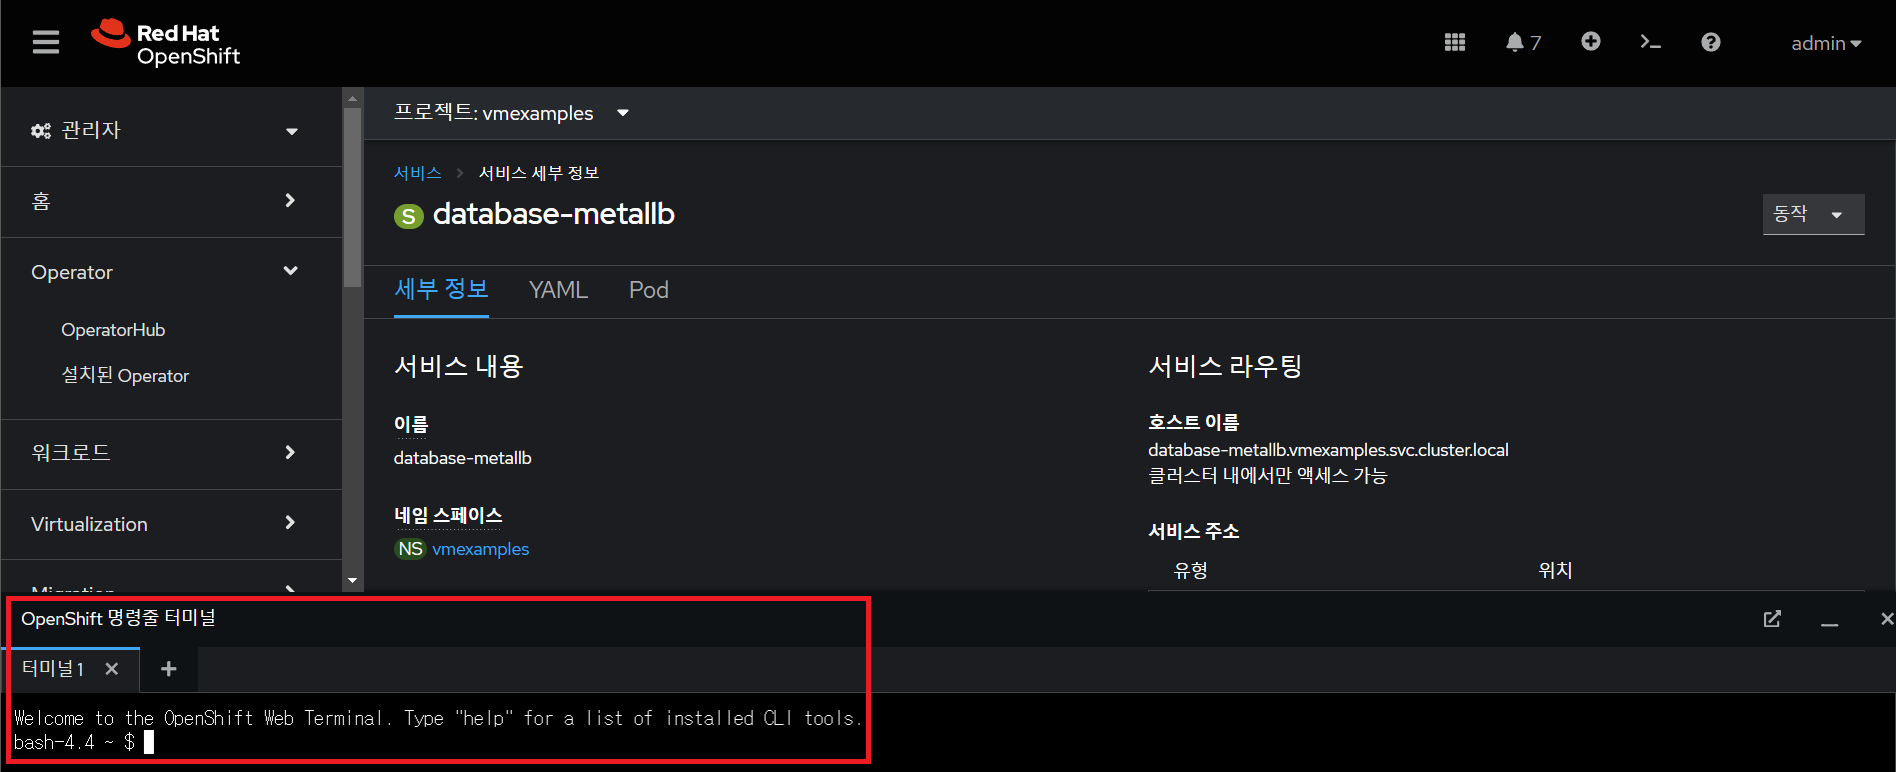 Red Hat
OpenShift
7
admin
관리자
홈
Operator
OperatorHub
설치된 Operator
워크로드
Virtualization
Migration
프로젝트: vmexamples
서비스 > 서비스 세부 정보
S database-metallb
동작
세부 정보 YAML Pod
서비스 내용
이름
database-metallb
네임 스페이스
NS vmexamples
서비스 라우팅
호스트 이름
database-metallb.vmexamples.svc.cluster.local
클러스터 내에서만 액세스 가능
서비스 주소
유형 위치
OpenShift 명령줄 터미널
터미널 1
Welcome to the OpenShift Web Terminal. Type "help" for a list of installed CLI tools.
bash-4.4 ~ $